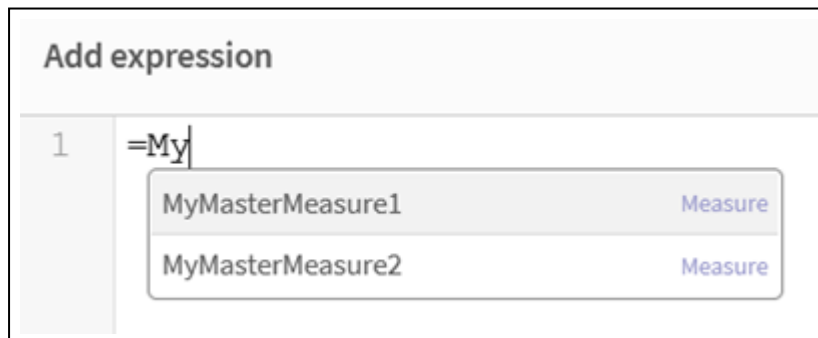 Add expression
1 =My
MyMasterMeasure1 Measure
MyMasterMeasure2 Measure